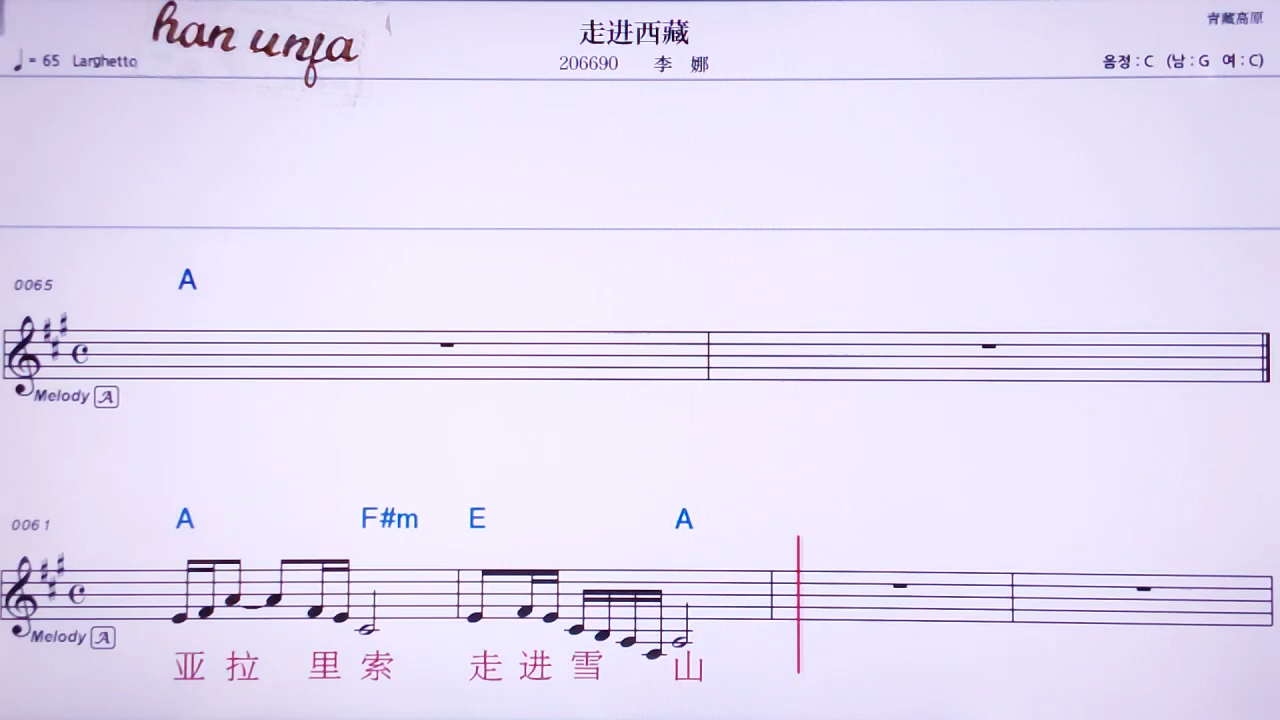 han unfa
走进西藏
青藏高原
♩= 65 Larghetto
206690 李 娜
음정 : C (남 : G 여 : C)
0065
A
Melody A
0061
A F#m E A
Melody A
亚 拉 里 索 走 进 雪 山